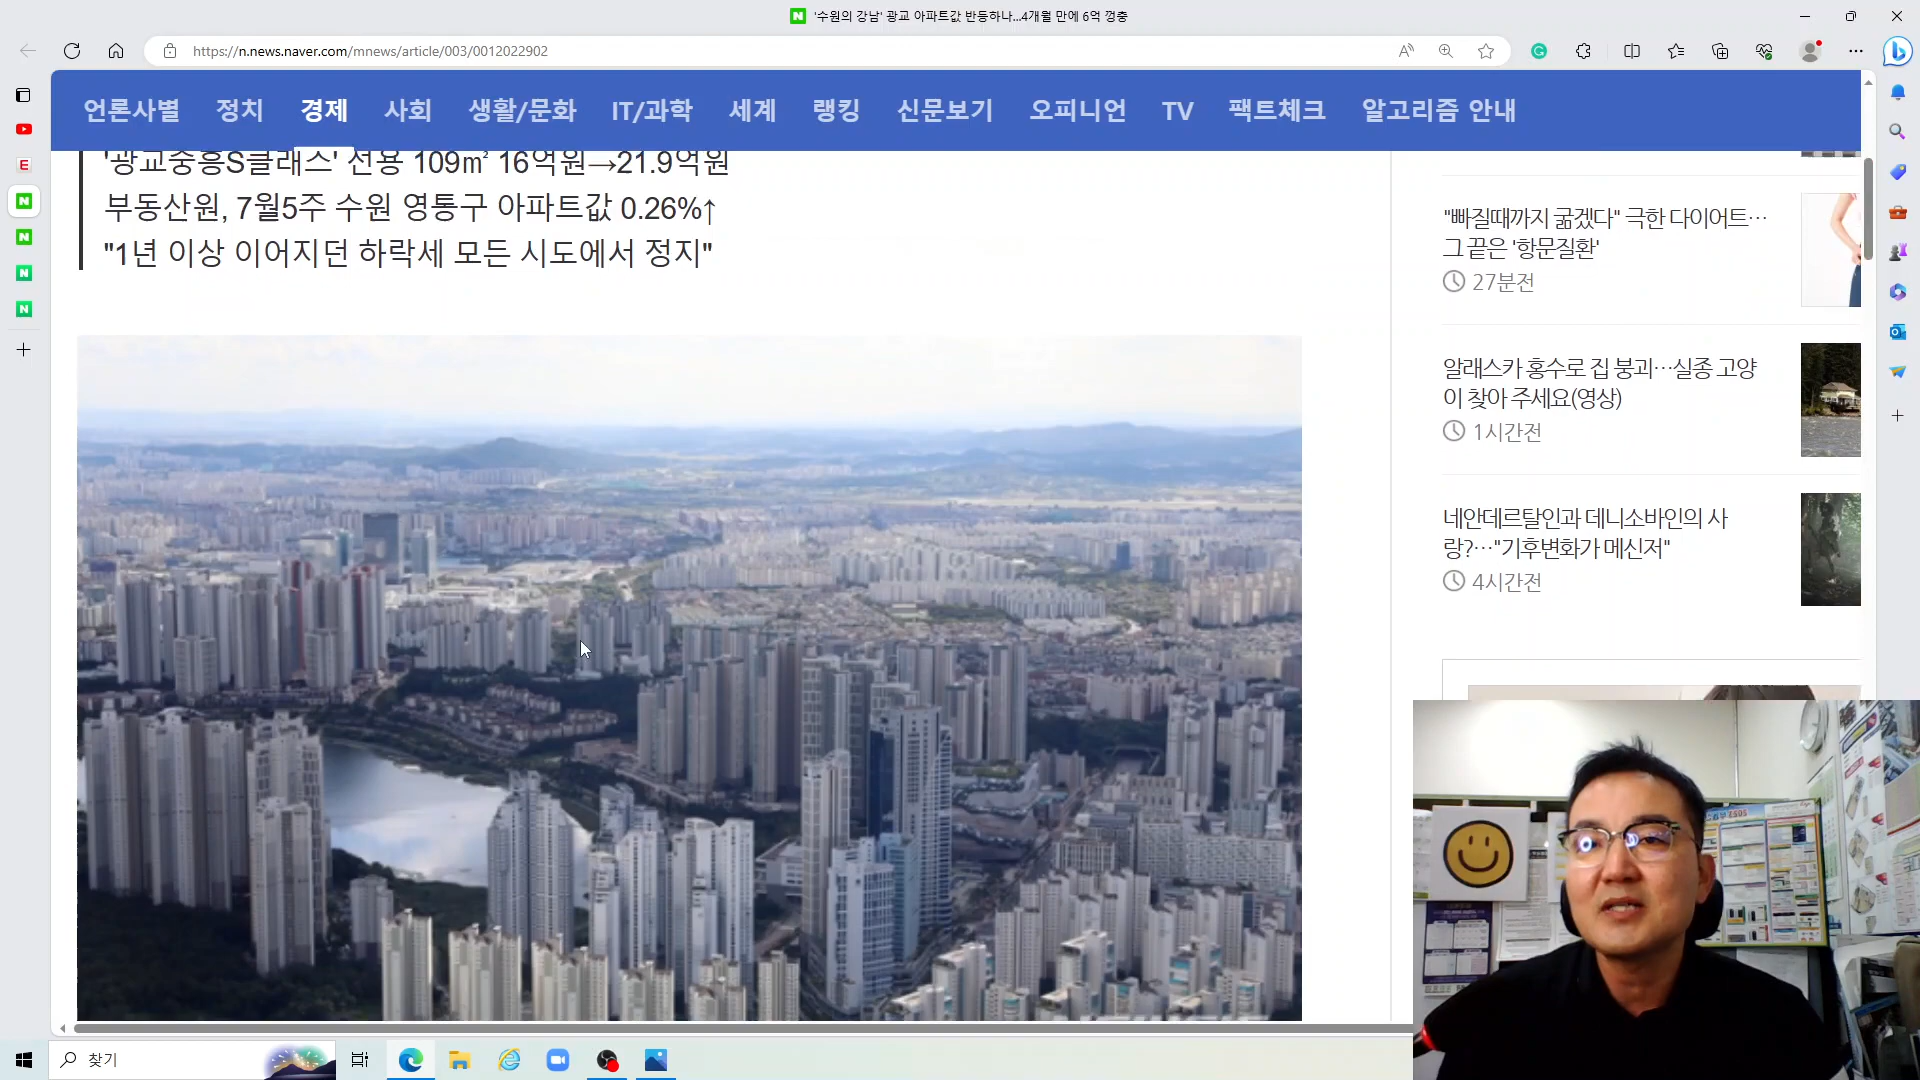 '수원의 강남' 광교 아파트값 반등하나...4개월 만에 6억 껑충
https://n.news.naver.com/mnews/article/003/0012022902
언론사별 정치 경제 사회 생활/문화 IT/과학 세계 랭킹 신문보기 오피니언 TV 팩트체크 알고리즘 안내
'광교중흥S클래스' 전용 109㎡ 16억원→21.9억원
부동산원, 7월5주 수원 영통구 아파트값 0.26%↑
"1년 이상 이어지던 하락세 모든 시도에서 정지"
"빠질때까지 굶겠다" 극한 다이어트…
그 끝은 '항문질환'
27분전
알래스카 홍수로 집 붕괴…실종 고양
이 찾아 주세요(영상)
1시간전
네안데르탈인과 데니소바인의 사
랑?…"기후변화가 메신저"
4시간전
찾기